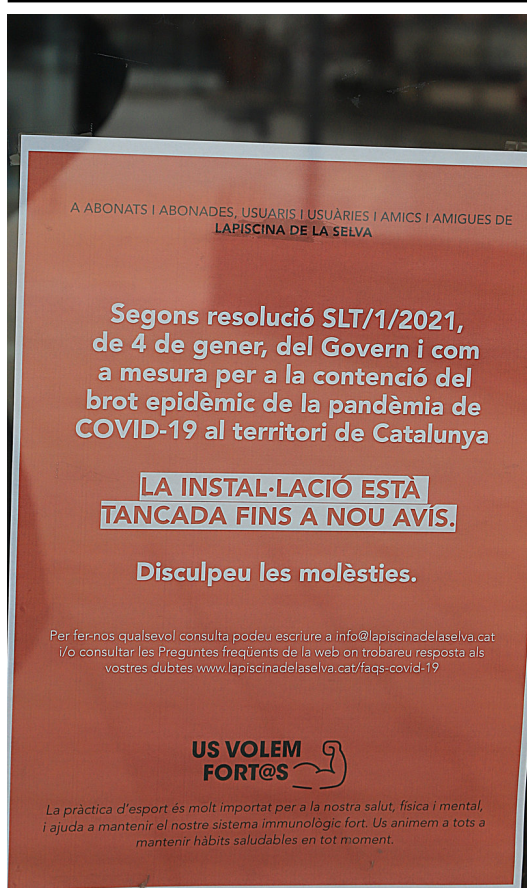 A ABONATS I ABONADES, USUARIS I USUÀRIES I AMICS I AMIGUES DE
LAPISCINA DE LA SELVA
Segons resolució SLT/1/2021,
de 4 de gener, del Govern i com
a mesura per a la contenció del
brot epidèmic de la pandèmia de
COVID-19 al territori de Catalunya
LA INSTAL·LACIÓ ESTÀ
TANCADA FINS A NOU AVÍS.
Disculpeu les molèsties.
Per fer-nos qualsevol consulta podeu escriure a info@lapiscinadelaselva.cat
i/o consultar les Preguntes freqüents de la web on trobareu resposta als
vostres dubtes www.lapiscinadelaselva.cat/faqs-covid-19
US VOLEM
FORT@S
La pràctica d'esport és molt importat per a la nostra salut, física i mental,
i ajuda a mantenir el nostre sistema immunològic fort. Us animem a tots a
mantenir hàbits saludables en tot moment.